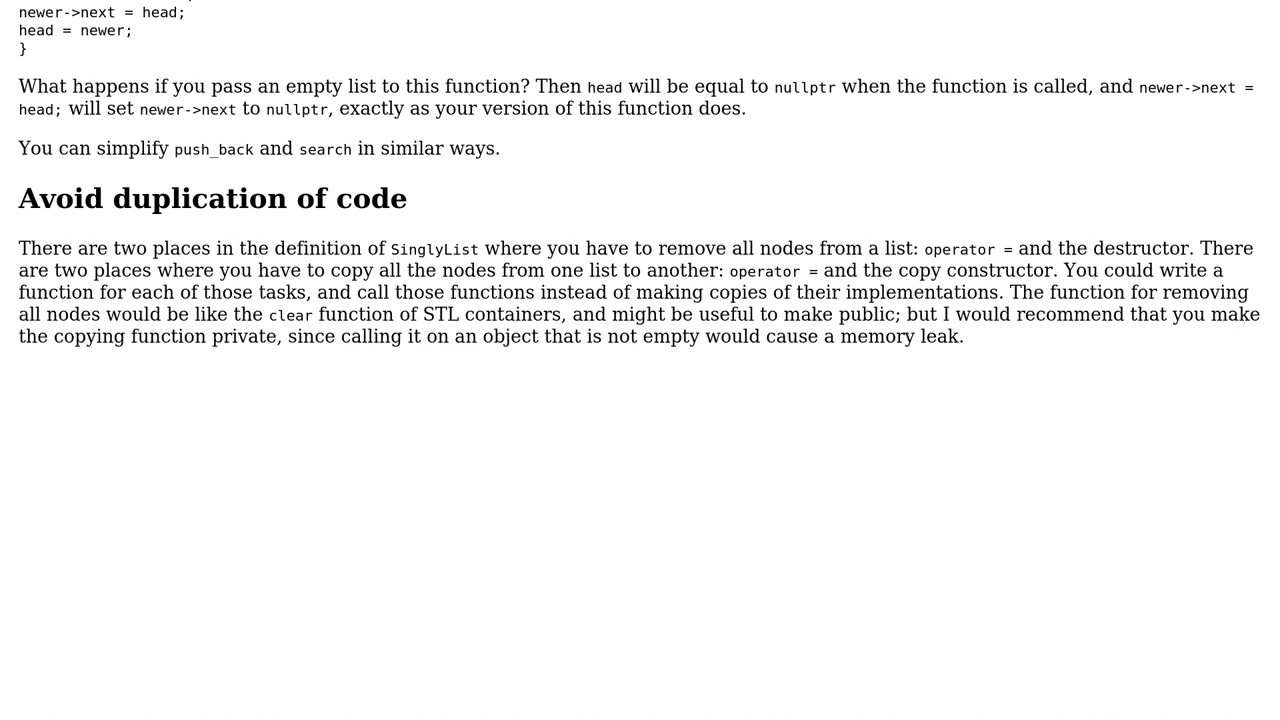 newer->next = head;
head = newer;
}
What happens if you pass an empty list to this function? Then head will be equal to nullptr when the function is called, and newer->next =
head; will set newer->next to nullptr, exactly as your version of this function does.
You can simplify push_back and search in similar ways.
Avoid duplication of code
There are two places in the definition of SinglyList where you have to remove all nodes from a list: operator = and the destructor. There
are two places where you have to copy all the nodes from one list to another: operator = and the copy constructor. You could write a
function for each of those tasks, and call those functions instead of making copies of their implementations. The function for removing
all nodes would be like the clear function of STL containers, and might be useful to make public; but I would recommend that you make
the copying function private, since calling it on an object that is not empty would cause a memory leak.